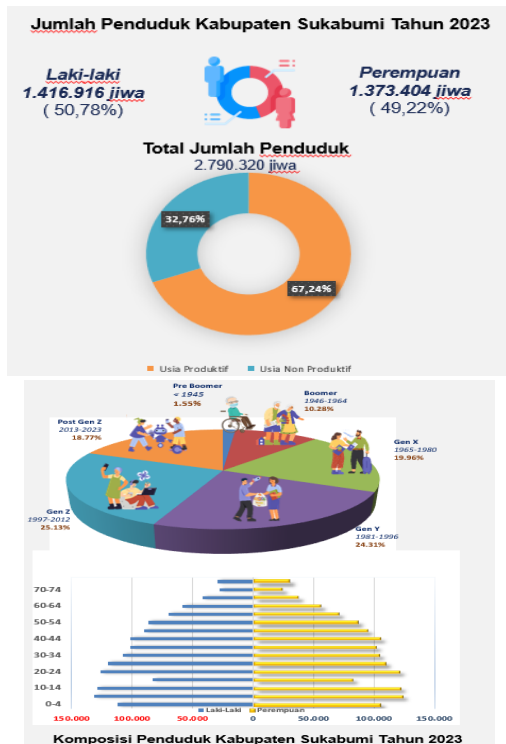 Jumlah Penduduk Kabupaten Sukabumi Tahun 2023
Laki-laki
1.416.916 jiwa
( 50,78%)
Perempuan
1.373.404 jiwa
( 49,22%)
Total Jumlah Penduduk
2.790.320 jiwa
32,76%
67,24%
Usia Produktif
Usia Non Produktif
Pre Boomer
< 1945
1.55%
Boomer
1946-1964
10.28%
Post Gen Z
2013-2023
18.77%
Gen X
1965-1980
19.96%
Gen Z
1997-2012
25.13%
Gen Y
1981-1996
24.31%
70-74
60-64
50-54
40-44
30-34
20-24
10-14
0-4
Laki-Laki
Perempuan
150.000 100.000 50.000 0 50.000 100.000 150.000
Komposisi Penduduk Kabupaten Sukabumi Tahun 2023